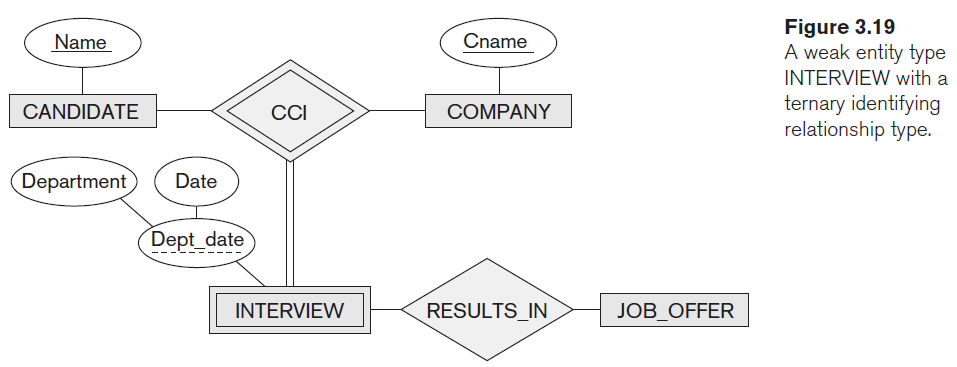 Name
Cname
CANDIDATE
CCI
COMPANY
Department
Date
Dept_date
INTERVIEW
RESULTS_IN
JOB_OFFER
Figure 3.19
A weak entity type
INTERVIEW with a
ternary identifying
relationship type.